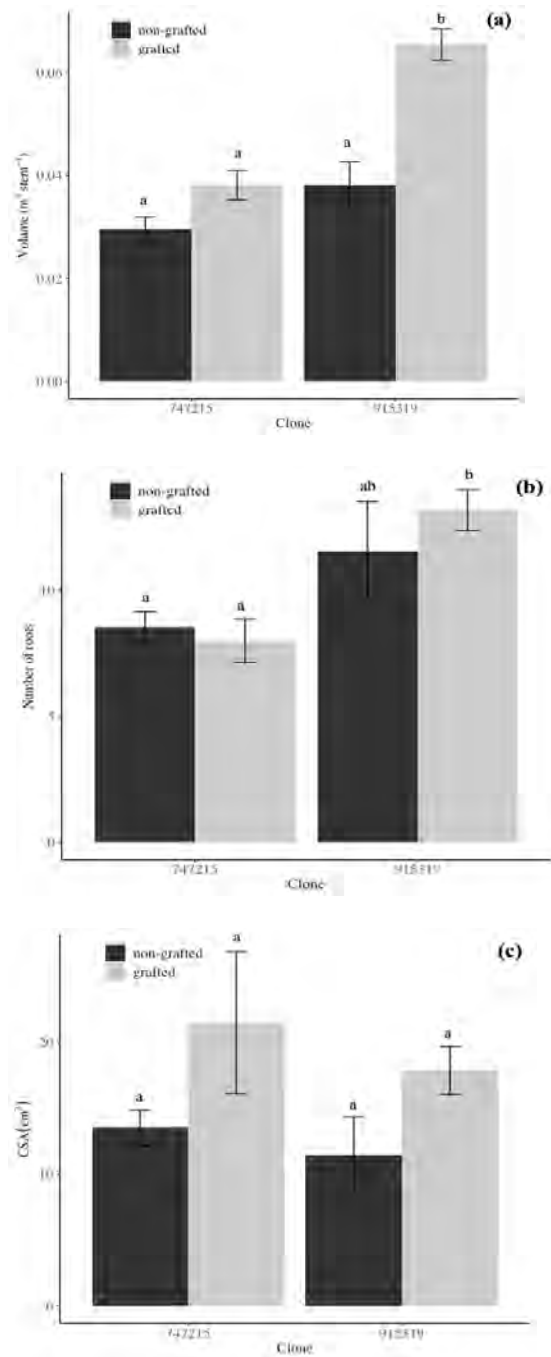 (a)
non-grafted
grafted
b
0.06
a
a
0.04
a
Volume (m³ stem⁻¹)
0.02
0.00
747215
915319
Clone
(b)
non-grafted
grafted
ab
b
a
a
10
Number of roots
5
0
747215
915319
Clone
(c)
non-grafted
grafted
a
a
20
a
a
CSA(cm²)
10
0
747215
915319
Clone